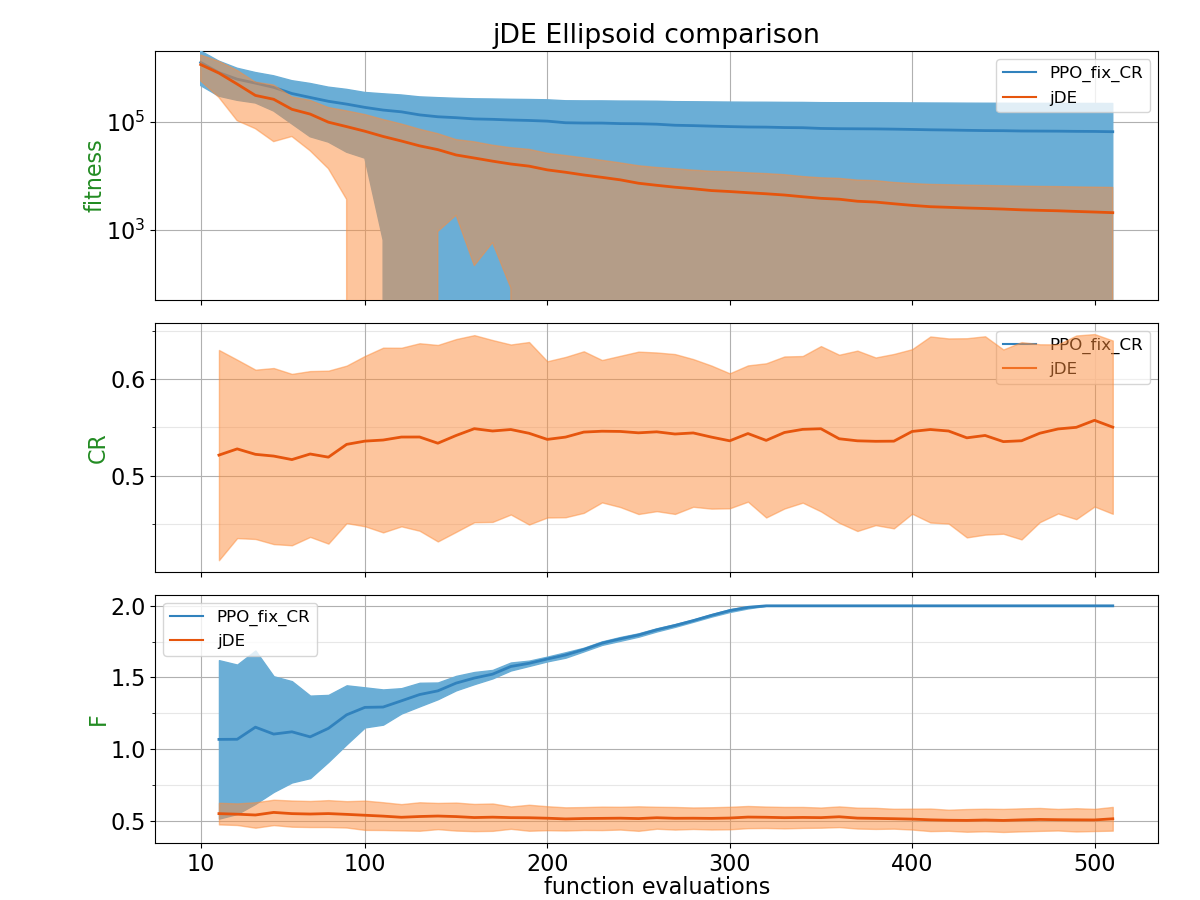 jDE Ellipsoid comparison
PPO_fix_CR
jDE
10^5
10^3
fitness
PPO_fix_CR
jDE
0.6
0.5
CR
PPO_fix_CR
jDE
2.0
1.5
1.0
0.5
F
10 100 200 300 400 500
function evaluations